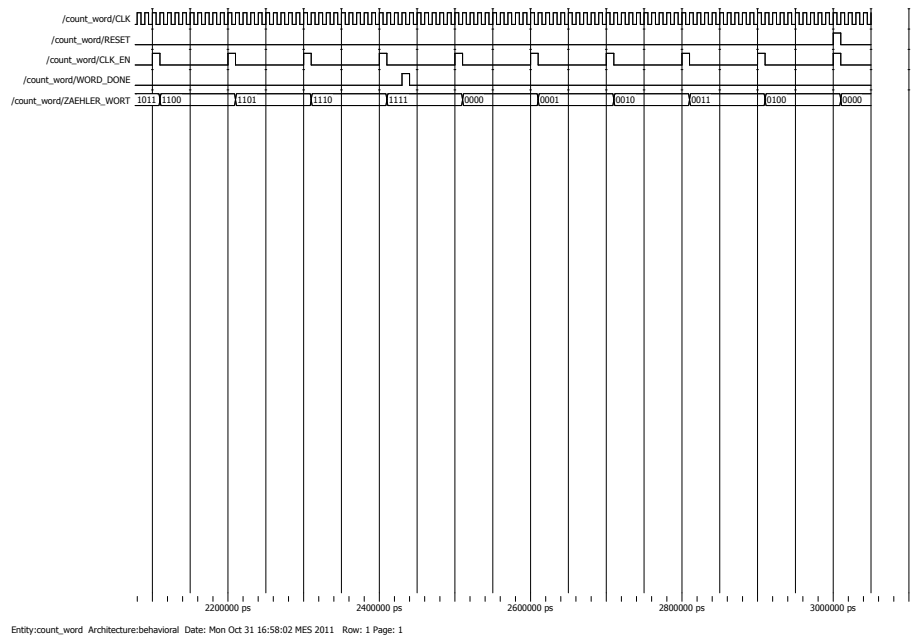 /count_word/CLK
/count_word/RESET
/count_word/CLK_EN
/count_word/WORD_DONE
/count_word/ZAEHLER_WORT 1011 1100 1101 1110 1111 0000 0001 0010 0011 0100 0000
2200000 ps 2400000 ps 2600000 ps 2800000 ps 3000000 ps
Entity:count_word Architecture:behavioral Date: Mon Oct 31 16:58:02 MES 2011 Row: 1 Page: 1